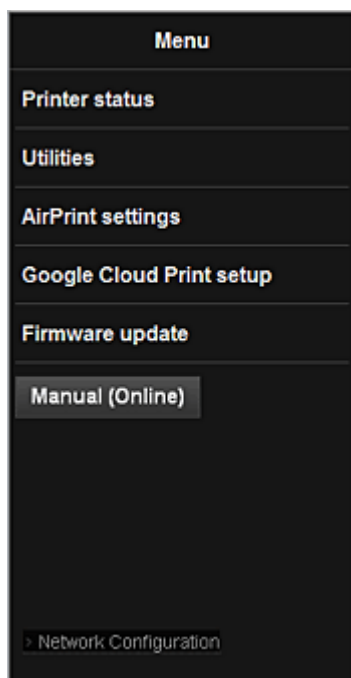 Menu
Printer status
Utilities
AirPrint settings
Google Cloud Print setup
Firmware update
Manual (Online)
> Network Configuration